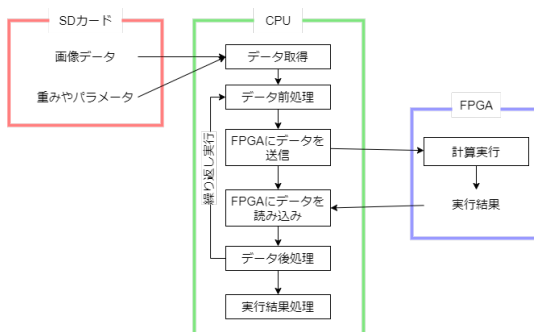 SDカード
画像データ
重みやパラメータ
CPU
データ取得
データ前処理
FPGAにデータを
送信
FPGAにデータを
読み込み
データ後処理
実行結果処理
繰り返し実行
FPGA
計算実行
実行結果